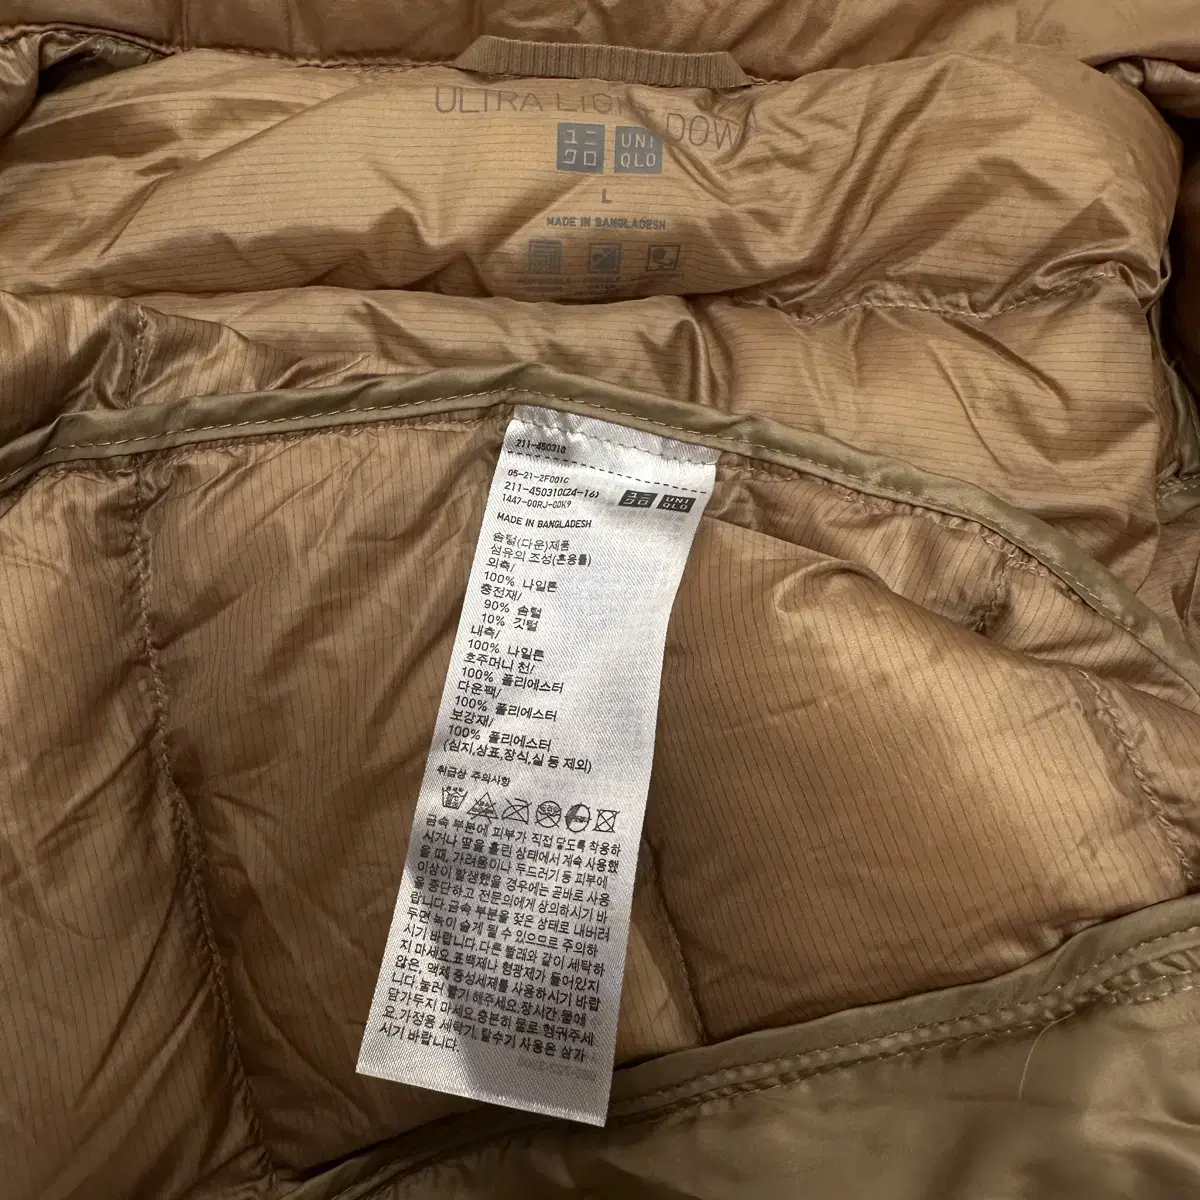 ULTRA LIGHT DOWN
ユニ
クロ
UNI
QLO
L
MADE IN BANGLADESH
211-450310
05-21-2F001C
211-450310(24-16)
1447-00RJ-00K9
ユニ
クロ
UNI
QLO
MADE IN BANGLADESH
솜털(다운)제품
섬유의 조성(혼용률)
외측/
100% 나일론
충전재/
90% 솜털
10% 깃털
내측/
100% 나일론
호주머니 천/
100% 폴리에스터
다운팩/
100% 폴리에스터
보강재/
100% 폴리에스터
(심지,상표,장식,실 등 제외)
취급상 주의사항
금속 부분에 피부가 직접 닿도록 착용하
시거나 땀을 흘린 상태에서 계속 사용했
을 때, 가려움이나 두드러기 등 피부에
이상이 발생했을 경우에는 곧바로 사용
을 중단하고 전문의에게 상의하시기 바
랍니다.금속 부분을 젖은 상태로 내버려
두면 녹이 슬게 될 수 있으므로 주의하
시기 바랍니다.다른 빨래와 같이 세탁하
지 마세요.표백제나 형광제가 들어있지
않은, 액체 중성세제를 사용하시기 바랍
니다.눌러 빨기 해주세요.장시간 물에
담가두지 마세요.충분히 물로 헹궈주세
요.가정용 세탁기, 탈수기 사용은 삼가
시기 바랍니다.